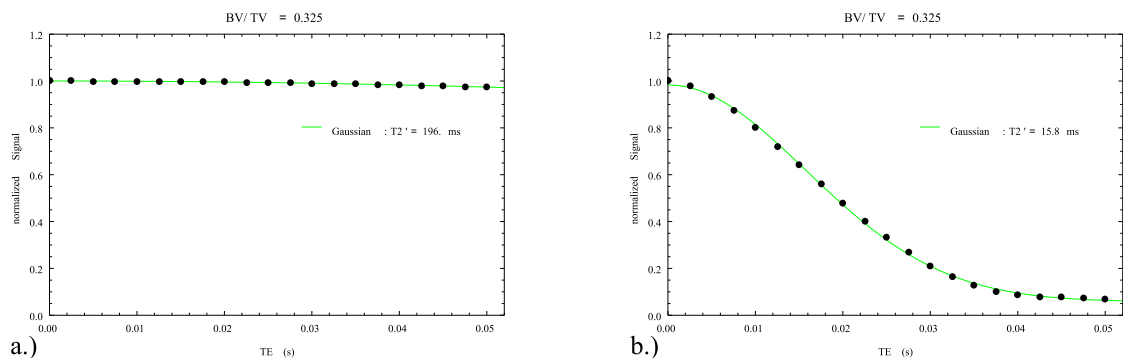 BV/ TV = 0.325
1.2
1.0
0.8
0.6
0.4
0.2
0.0
normalized Signal
Gaussian : T2 ' = 196. ms
0.00 0.01 0.02 0.03 0.04 0.05
TE (s)
a.)
BV/ TV = 0.325
1.2
1.0
0.8
0.6
0.4
0.2
0.0
normalized Signal
Gaussian : T2 ' = 15.8 ms
0.00 0.01 0.02 0.03 0.04 0.05
TE (s)
b.)